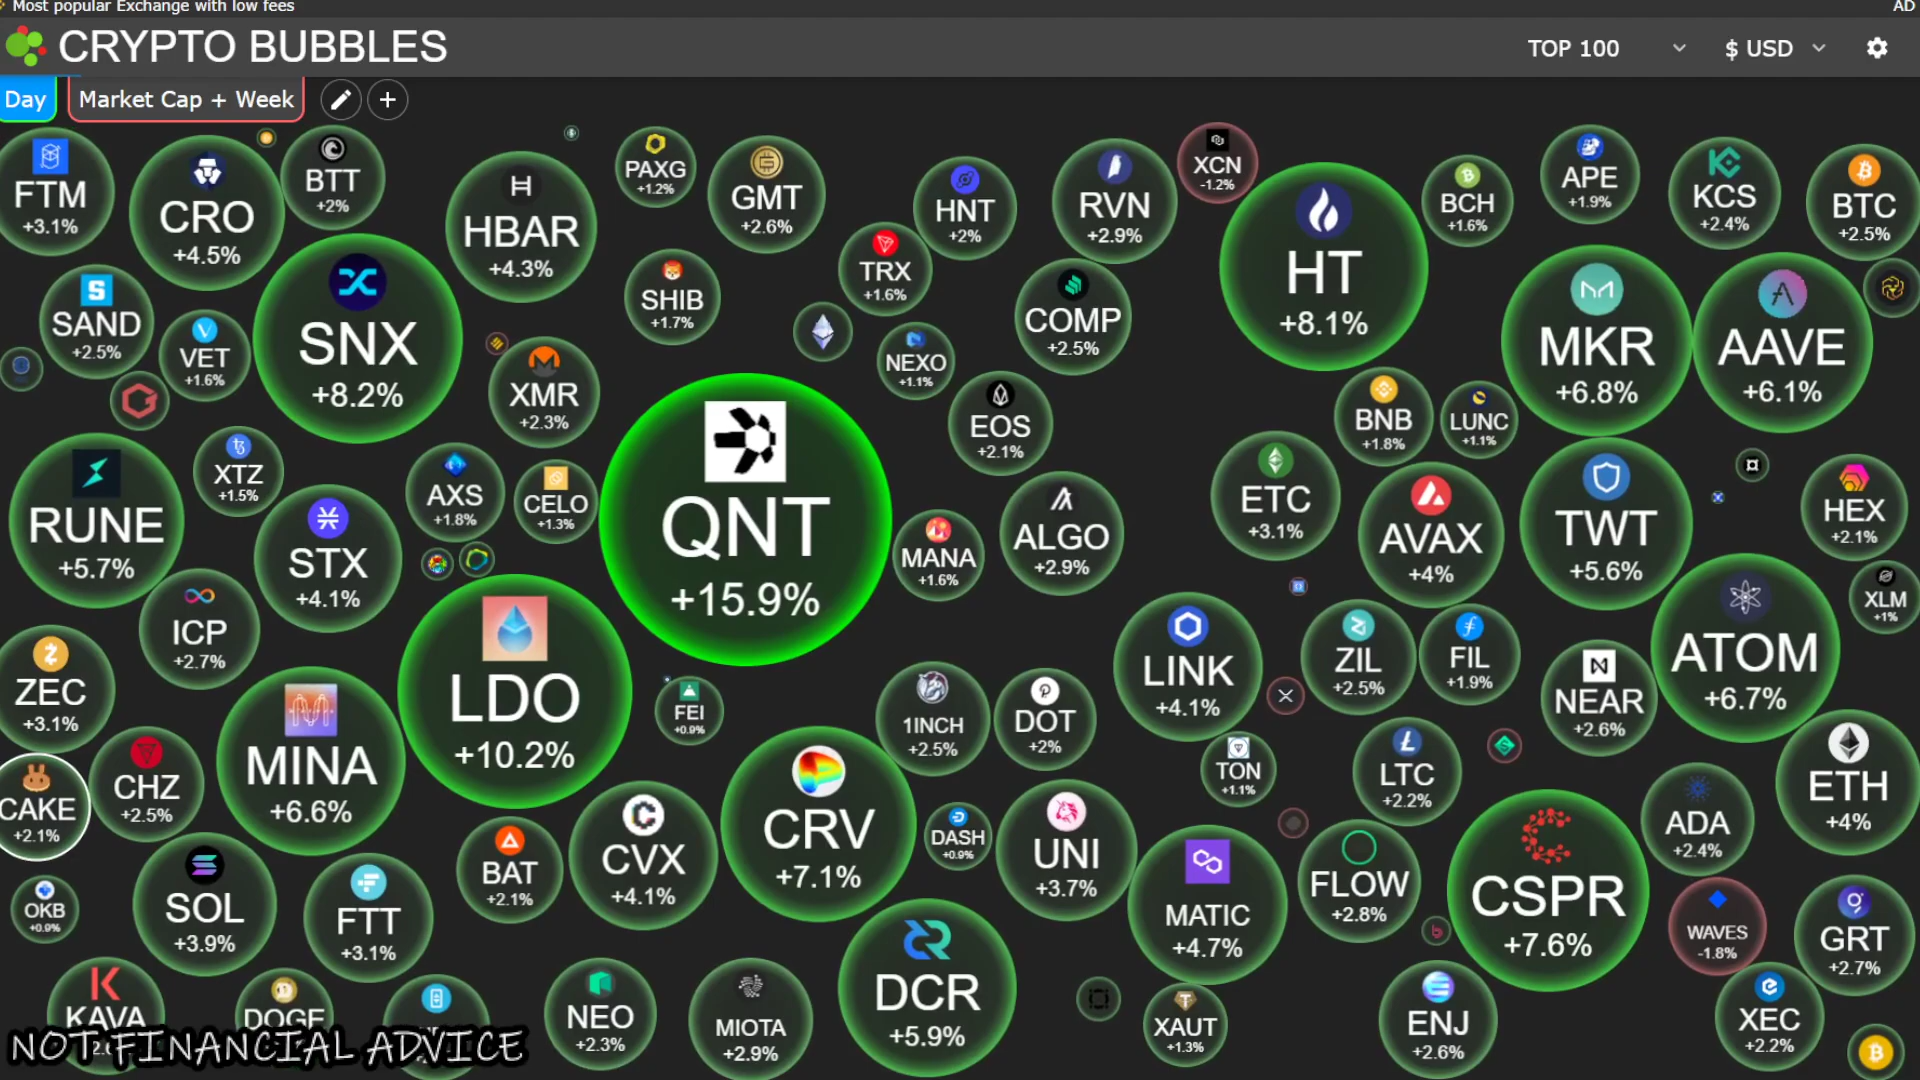 Most popular Exchange with low fees
AD
CRYPTO BUBBLES
TOP 100
$ USD
Day
Market Cap + Week
FTM
+3.1%
CRO
+4.5%
BTT
+2%
HBAR
+4.3%
PAXG
+1.2%
GMT
+2.6%
HNT
+2%
RVN
+2.9%
XCN
-1.2%
HT
+8.1%
BCH
+1.6%
APE
+1.9%
KCS
+2.4%
BTC
+2.5%
SAND
+2.5%
VET
+1.6%
SNX
+8.2%
SHIB
+1.7%
TRX
+1.6%
COMP
+2.5%
MKR
+6.8%
AAVE
+6.1%
XMR
+2.3%
NEXO
+1.1%
EOS
+2.1%
BNB
+1.8%
LUNC
+1.1%
RUNE
+5.7%
XTZ
+1.5%
STX
+4.1%
AXS
+1.8%
CELO
+1.3%
QNT
+15.9%
MANA
+1.6%
ALGO
+2.9%
ETC
+3.1%
AVAX
+4%
TWT
+5.6%
HEX
+2.1%
XLM
+1%
ICP
+2.7%
ZEC
+3.1%
MINA
+6.6%
LDO
+10.2%
FEI
+0.9%
1INCH
+2.5%
DOT
+2%
LINK
+4.1%
ZIL
+2.5%
FIL
+1.9%
NEAR
+2.6%
ATOM
+6.7%
CAKE
+2.1%
CHZ
+2.5%
CRV
+7.1%
TON
+1.1%
LTC
+2.2%
ETH
+4%
ADA
+2.4%
OKB
+0.9%
SOL
+3.9%
FTT
+3.1%
BAT
+2.1%
CVX
+4.1%
DASH
+0.9%
UNI
+3.7%
MATIC
+4.7%
FLOW
+2.8%
CSPR
+7.6%
WAVES
-1.8%
GRT
+2.7%
KAVA
DOGE
NEO
+2.3%
MIOTA
+2.9%
DCR
+5.9%
XAUT
+1.3%
ENJ
+2.6%
XEC
+2.2%
NOT FINANCIAL ADVICE